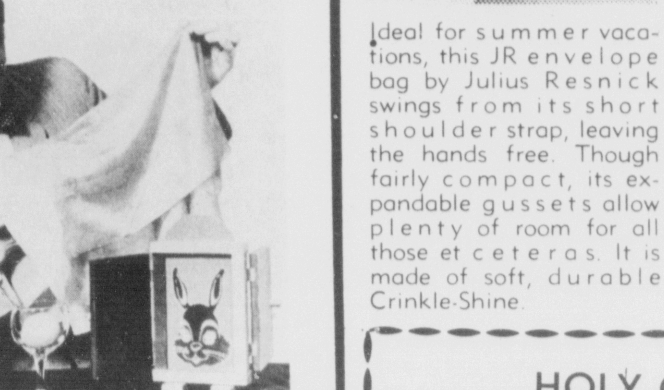 Ideal for summer vaca-
tions, this JR envelope
bag by Julius Resnick
swings from its short
shoulder strap, leaving
the hands free. Though
fairly compact, its ex-
pandable gussets allow
plenty of room for all
those et ceteras. It is
made of soft, durable
Crinkle-Shine.
HOLY